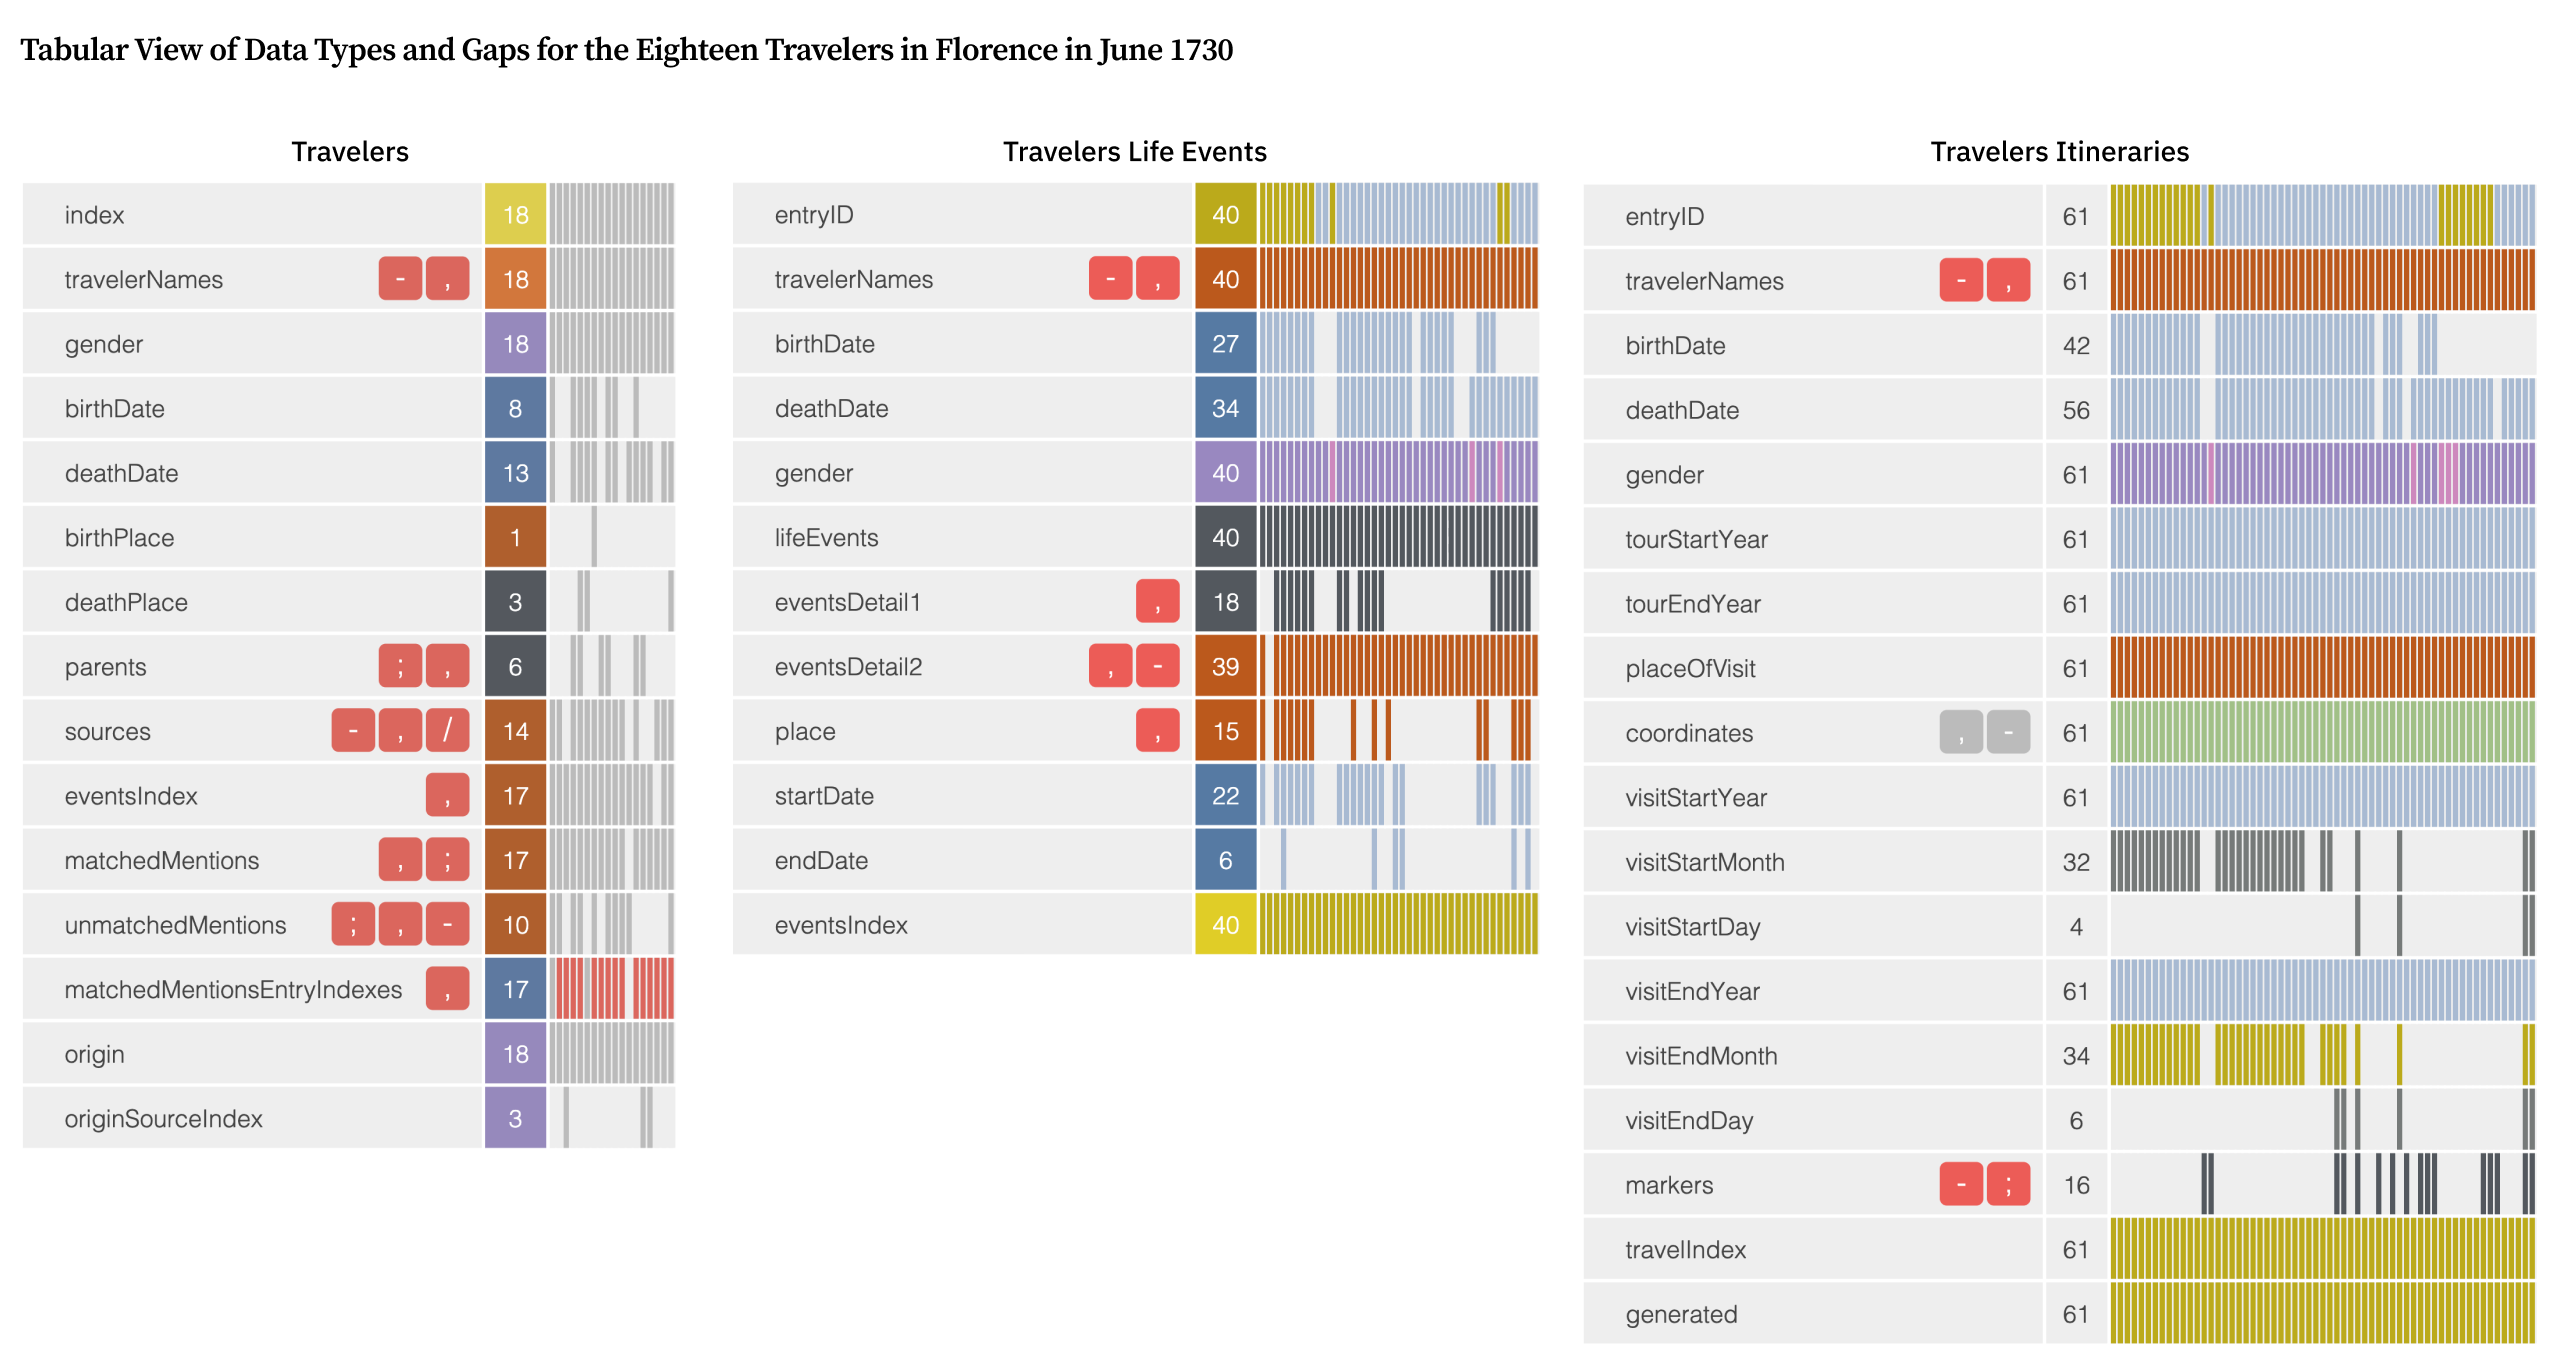 Tabular View of Data Types and Gaps for the Eighteen Travelers in Florence in June 1730
Travelers
index 18
travelerNames - , 18
gender 18
birthDate 8
deathDate 13
birthPlace 1
deathPlace 3
parents ; , 6
sources - , / 14
eventsIndex , 17
matchedMentions , ; 17
unmatchedMentions ; , - 10
matchedMentionsEntryIndexes , 17
origin 18
originSourceIndex 3
Travelers Life Events
entryID 40
travelerNames - , 40
birthDate 27
deathDate 34
gender 40
lifeEvents 40
eventsDetail1 , 18
eventsDetail2 , - 39
place , 15
startDate 22
endDate 6
eventsIndex 40
Travelers Itineraries
entryID 61
travelerNames - , 61
birthDate 42
deathDate 56
gender 61
tourStartYear 61
tourEndYear 61
placeOfVisit 61
coordinates , - 61
visitStartYear 61
visitStartMonth 32
visitStartDay 4
visitEndYear 61
visitEndMonth 34
visitEndDay 6
markers - ; 16
travelIndex 61
generated 61